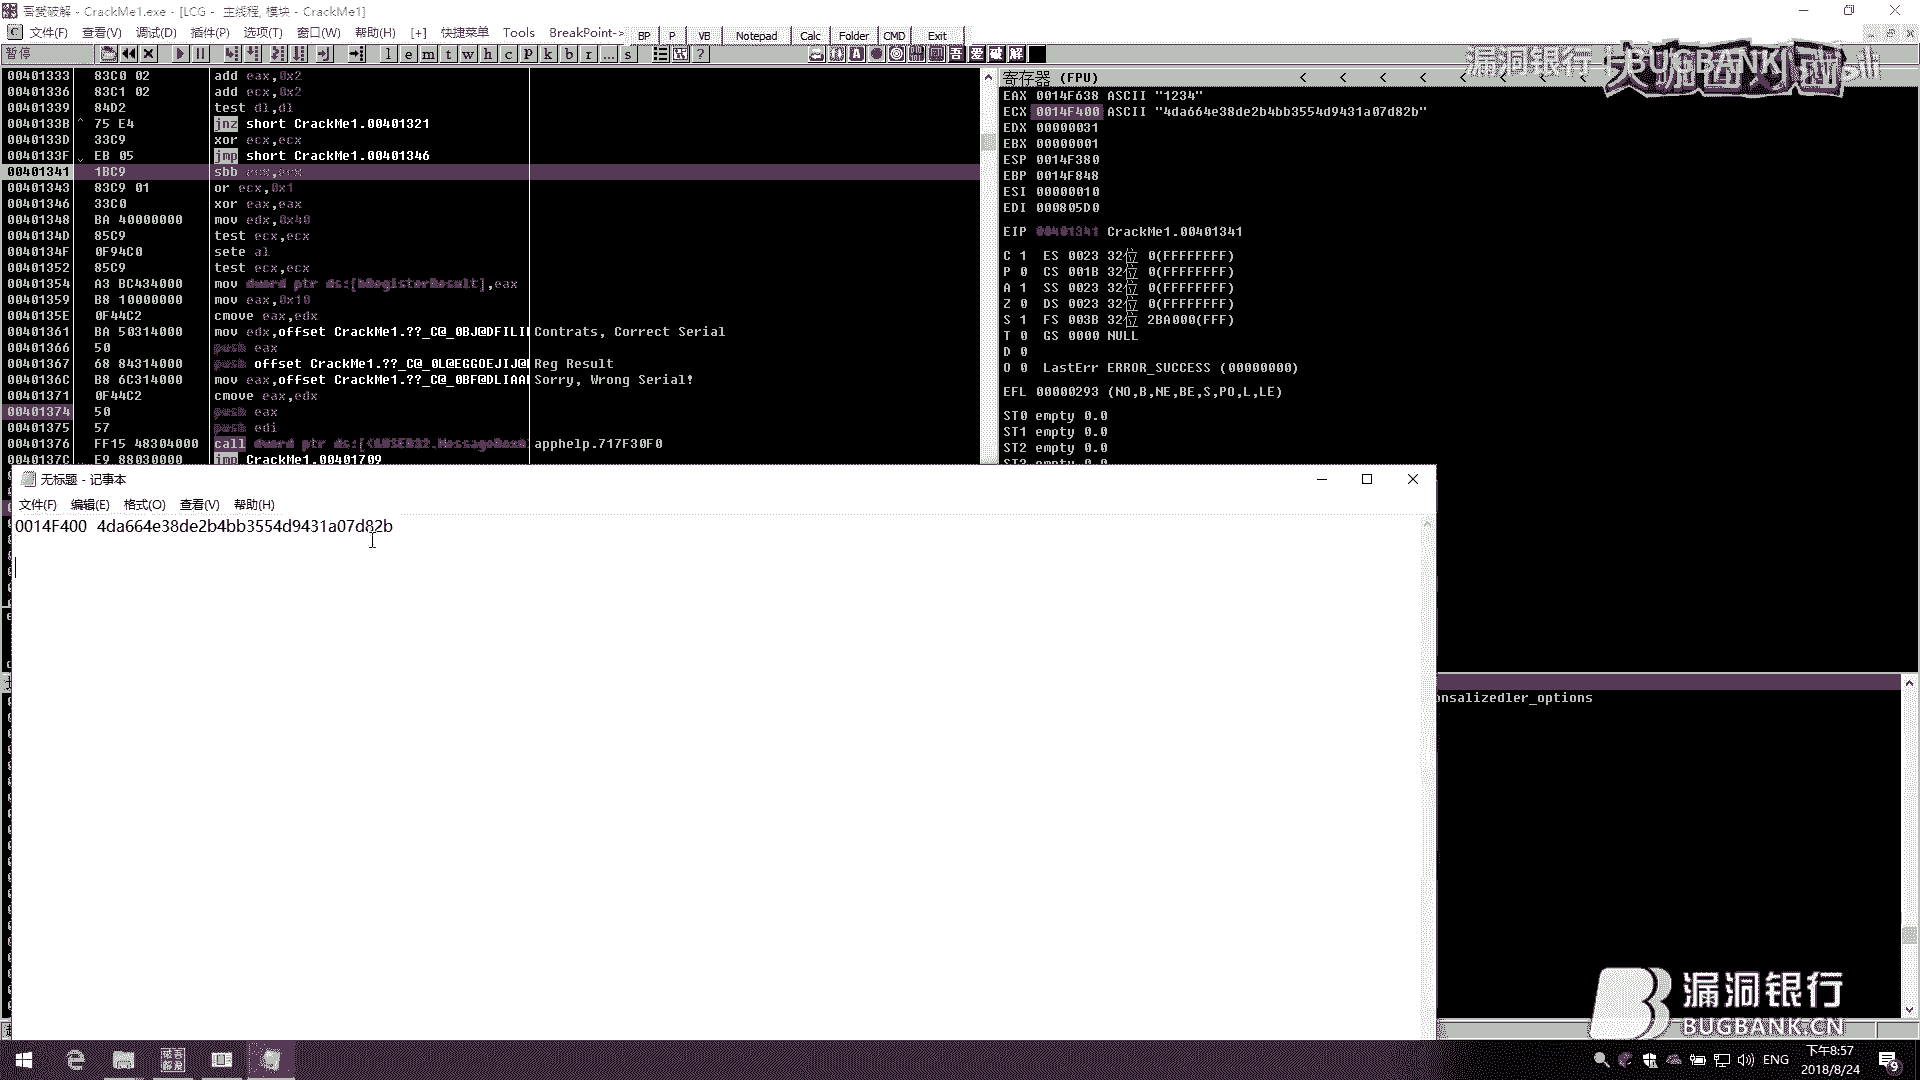 吾愛破解 - CrackMe1.exe - [LCG - 主线程, 模块 - CrackMe1]
文件(F) 查看(V) 调试(D) 插件(P) 选项(T) 窗口(W) 帮助(H) [+] 快捷菜单 Tools BreakPoint-> BP P VB Notepad Calc Folder CMD Exit
暂停 l e m t w h c P k b r ... s ? 吾 爱 破 解
漏洞银行 | BUGBANK
00401333 83C0 02 add eax,0x2
00401336 83C1 02 add ecx,0x2
00401339 84D2 test dl,dl
0040133B 75 E4 jnz short CrackMe1.00401321
0040133D 33C9 xor ecx,ecx
0040133F EB 05 jmp short CrackMe1.00401346
00401341 1BC9 sbb ecx,ecx
00401343 83C9 01 or ecx,0x1
00401346 33C0 xor eax,eax
00401348 BA 40000000 mov edx,0x40
0040134D 85C9 test ecx,ecx
0040134F 0F94C0 sete al
00401352 85C9 test ecx,ecx
00401354 A3 BC434000 mov dword ptr ds:[bRegisterResult],eax
00401359 B8 10000000 mov eax,0x10
0040135E 0F44C2 cmove eax,edx
00401361 BA 50314000 mov edx,offset CrackMe1.??_C@_0BJ@DFILI Contrats, Correct Serial
00401366 50 push eax
00401367 68 84314000 push offset CrackMe1.??_C@_0L@EGGOEJIJ@ Reg Result
0040136C B8 6C314000 mov eax,offset CrackMe1.??_C@_0BF@DLIAA Sorry, Wrong Serial!
00401371 0F44C2 cmove eax,edx
00401374 50 push eax
00401375 57 push edi
00401376 FF15 48304000 call dword ptr ds:[<&USER32.MessageBox apphelp.717F30F0
0040137C E9 88030000 jmp CrackMe1.00401709
寄存器 (FPU) < < < <
EAX 0014F638 ASCII "1234"
ECX 0014F400 ASCII "4da664e38de2b4bb3554d9431a07d82b"
EDX 00000031
EBX 00000001
ESP 0014F380
EBP 0014F848
ESI 00000010
EDI 000805D0
EIP 00401341 CrackMe1.00401341
C 1 ES 0023 32位 0(FFFFFFFF)
P 0 CS 001B 32位 0(FFFFFFFF)
A 1 SS 0023 32位 0(FFFFFFFF)
Z 0 DS 0023 32位 0(FFFFFFFF)
S 1 FS 003B 32位 2BA000(FFF)
T 0 GS 0000 NULL
D 0
O 0 LastErr ERROR_SUCCESS (00000000)
EFL 00000293 (NO,B,NE,BE,S,PO,L,LE)
ST0 empty 0.0
ST1 empty 0.0
ST2 empty 0.0
ST3 empty 0.0
无标题 - 记事本
文件(F) 编辑(E) 格式(O) 查看(V) 帮助(H)
0014F400 4da664e38de2b4bb3554d9431a07d82b
onsalizedler_options
漏洞银行
BUGBANK.CN
ENG
下午8:57
2018/8/24
9